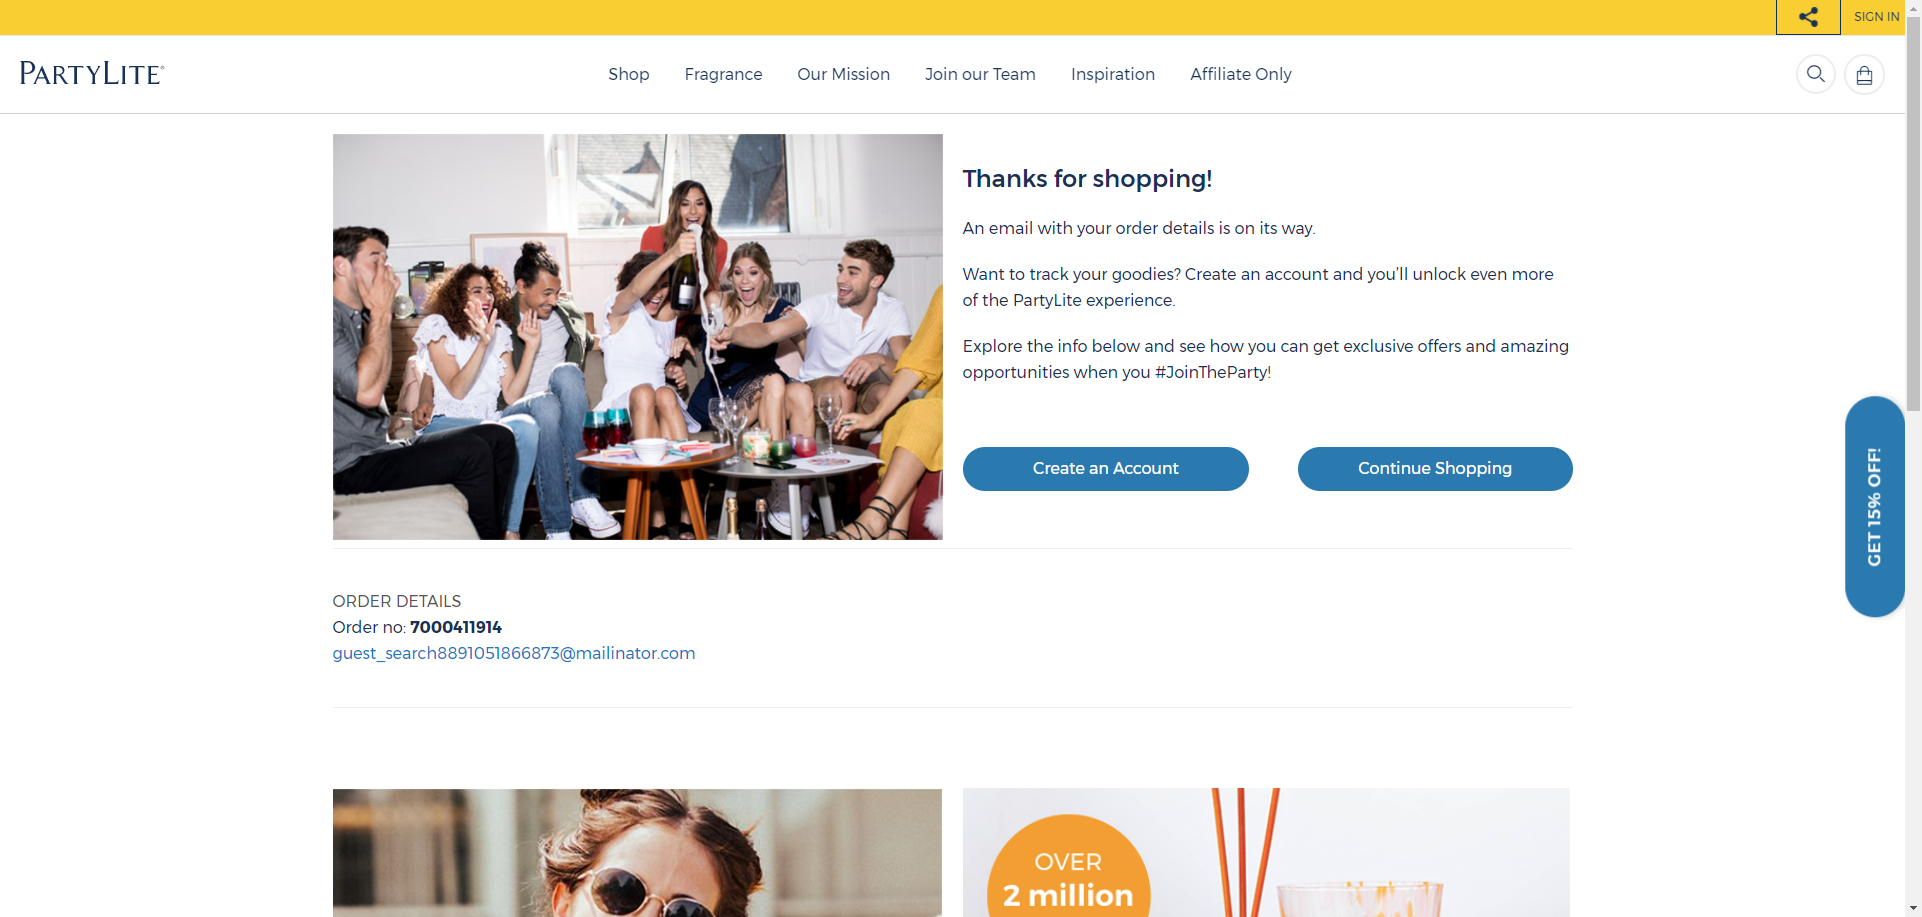 SIGN IN
PARTYLITE®
Shop
Fragrance
Our Mission
Join our Team
Inspiration
Affiliate Only
Thanks for shopping!
An email with your order details is on its way.
Want to track your goodies? Create an account and you'll unlock even more
of the PartyLite experience.
Explore the info below and see how you can get exclusive offers and amazing
opportunities when you #JoinTheParty!
Create an Account
Continue Shopping
GET 15% OFF!
ORDER DETAILS
Order no: 7000411914
guest_search8891051866873@mailinator.com
OVER
2 million